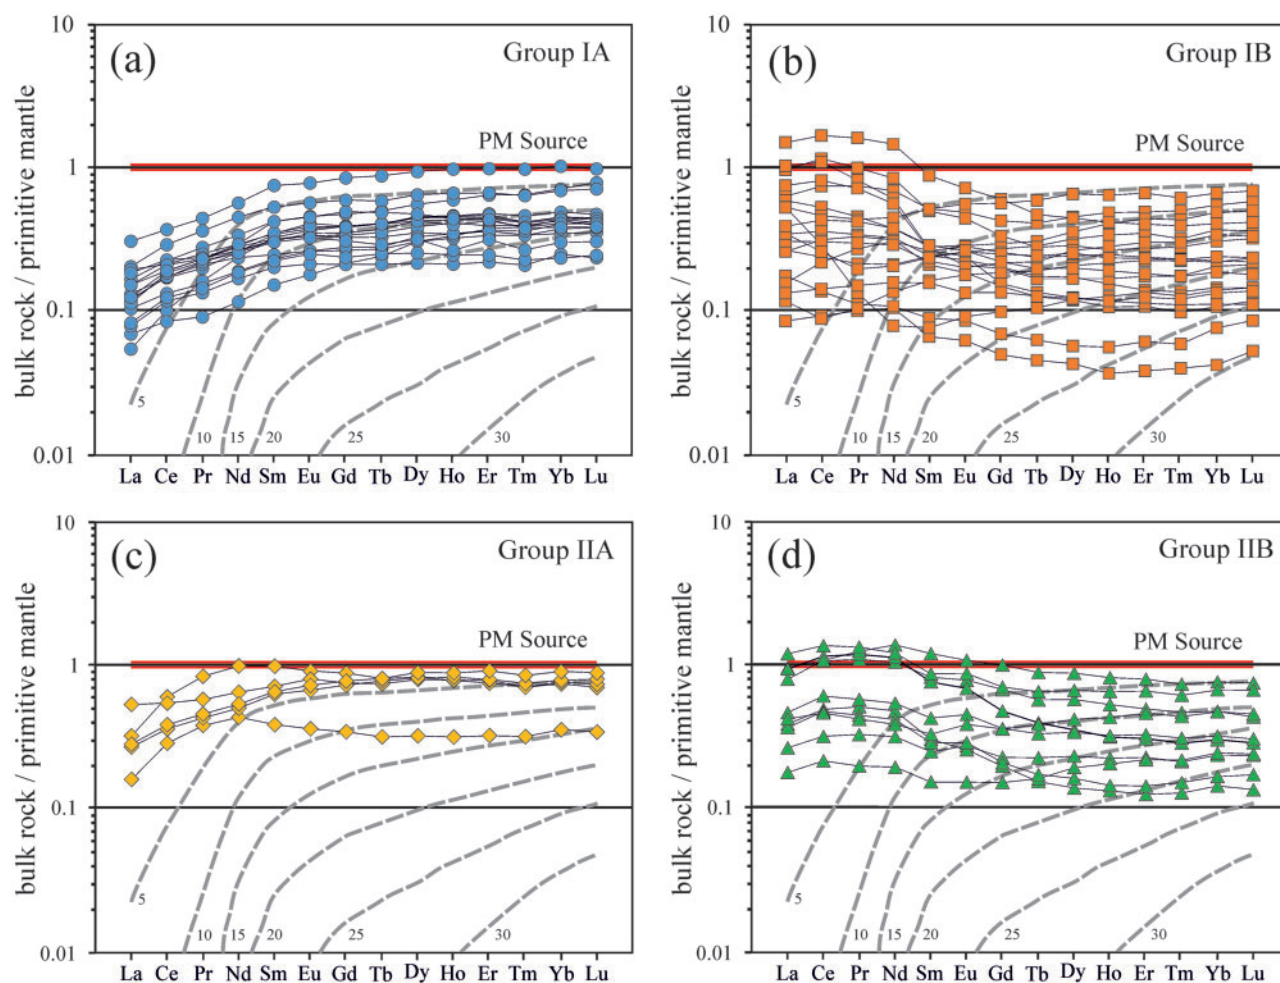 (a)
Group IA
bulk rock / primitive mantle
10
1
0.1
0.01
PM Source
5
10
15
20
25
30
La Ce Pr Nd Sm Eu Gd Tb Dy Ho Er Tm Yb Lu
(b)
Group IB
bulk rock / primitive mantle
10
1
0.1
0.01
PM Source
5
10
15
20
25
30
La Ce Pr Nd Sm Eu Gd Tb Dy Ho Er Tm Yb Lu
(c)
Group IIA
bulk rock / primitive mantle
10
1
0.1
0.01
PM Source
5
10
15
20
25
30
La Ce Pr Nd Sm Eu Gd Tb Dy Ho Er Tm Yb Lu
(d)
Group IIB
bulk rock / primitive mantle
10
1
0.1
0.01
PM Source
5
10
15
20
25
30
La Ce Pr Nd Sm Eu Gd Tb Dy Ho Er Tm Yb Lu